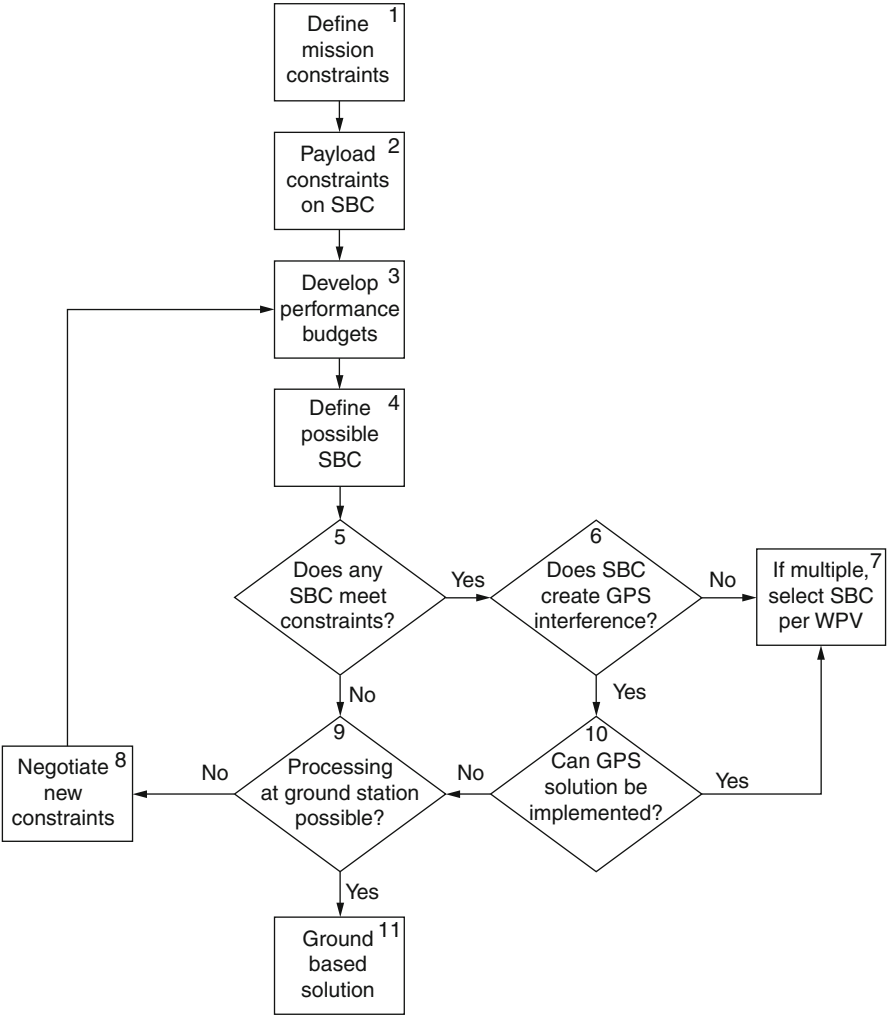 1
Define
mission
constraints
2
Payload
constraints
on SBC
3
Develop
performance
budgets
4
Define
possible
SBC
5
Does any
SBC meet
constraints?
Yes
6
Does SBC
create GPS
interference?
No
7
If multiple,
select SBC
per WPV
No
Yes
8
Negotiate
new
constraints
No
9
Processing
at ground station
possible?
No
10
Can GPS
solution be
implemented?
Yes
Yes
11
Ground
based
solution